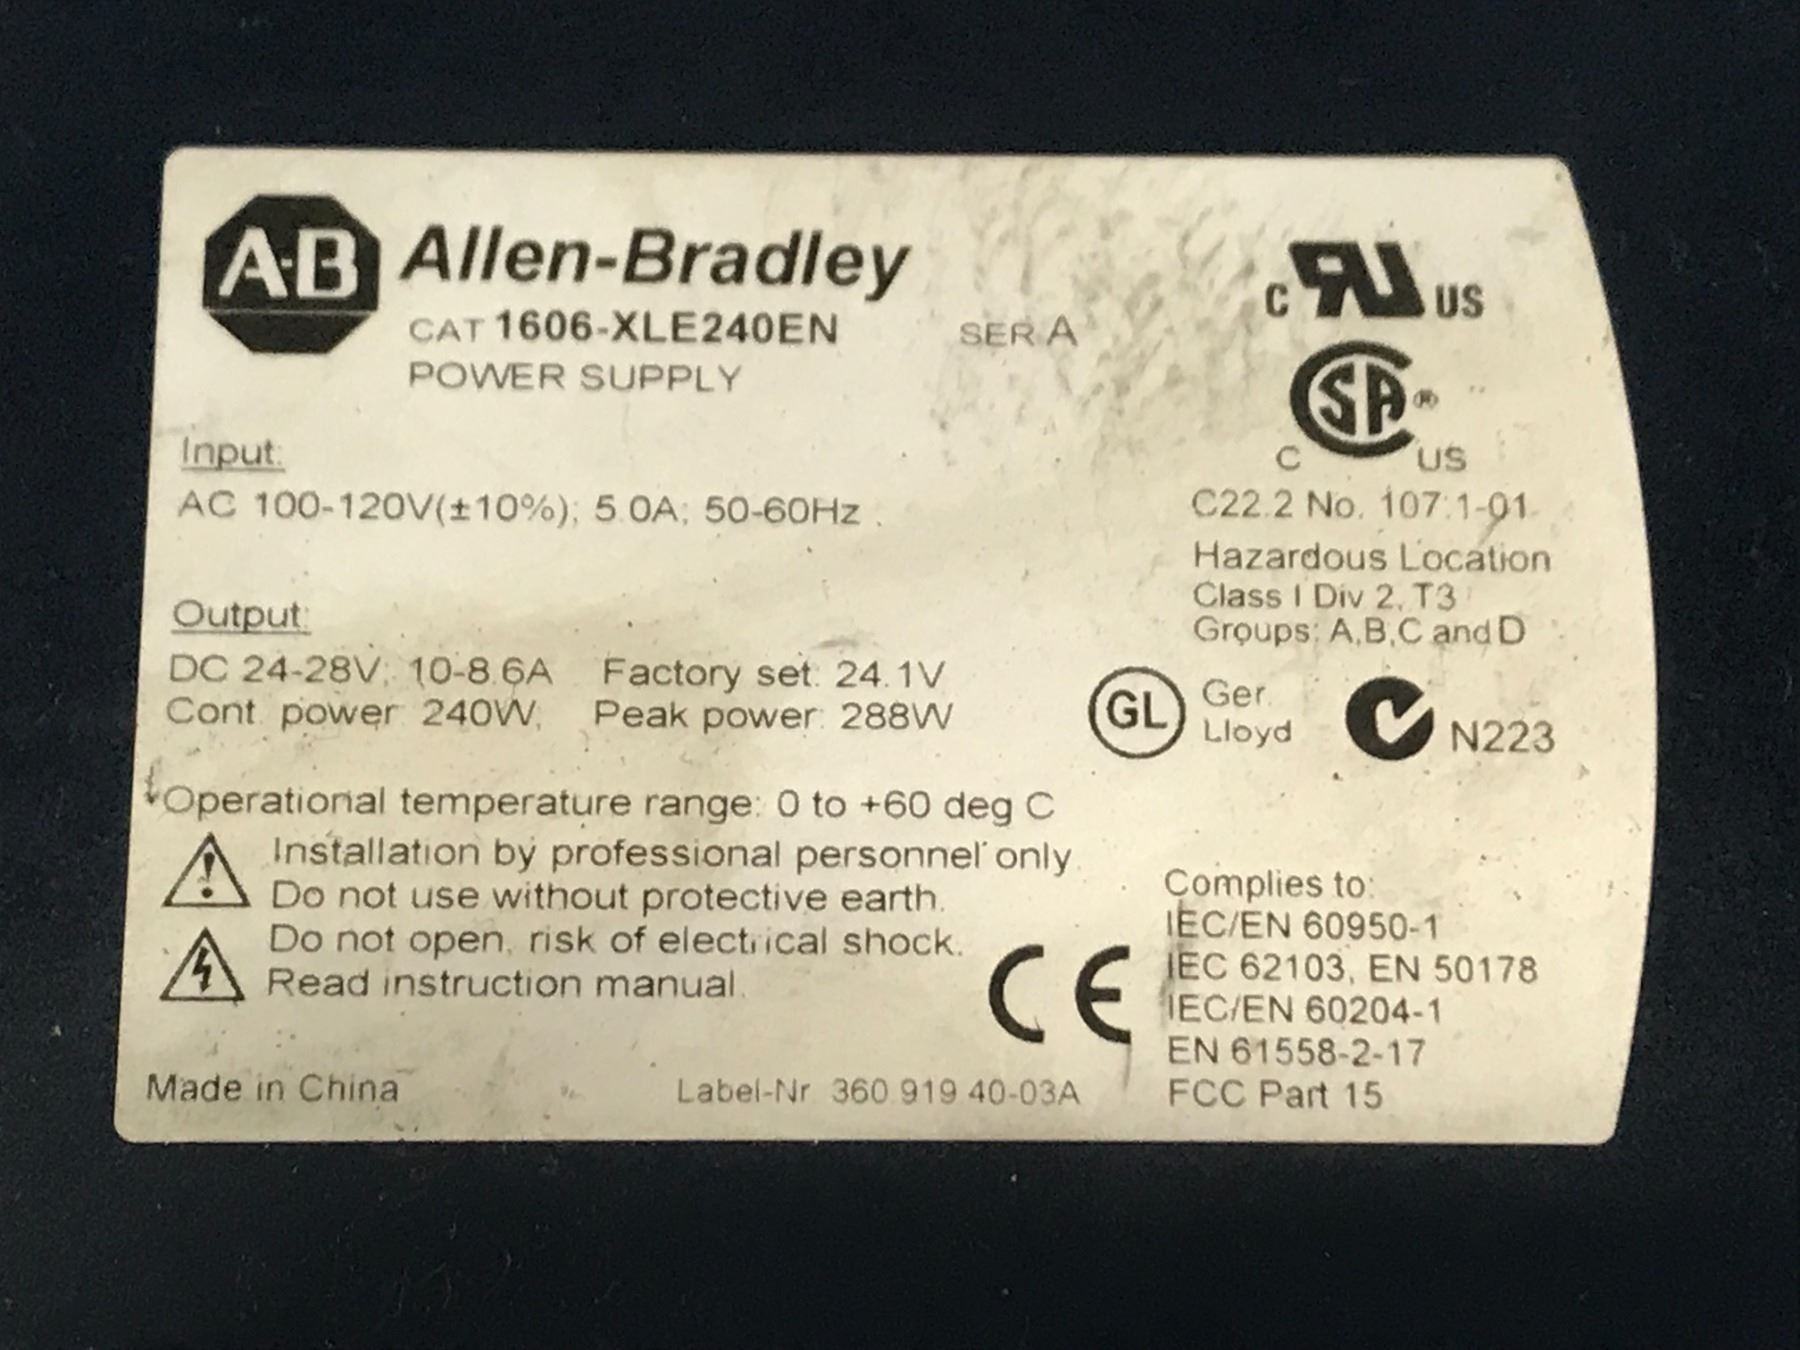 A-B Allen-Bradley
CAT 1606-XLE240EN SER A
POWER SUPPLY
Input:
AC 100-120V(±10%); 5.0A; 50-60Hz
Output:
DC 24-28V; 10-8.6A Factory set: 24.1V
Cont. power: 240W; Peak power: 288W
Operational temperature range: 0 to +60 deg C
Installation by professional personnel only
Do not use without protective earth.
Do not open, risk of electrical shock.
Read instruction manual.
Made in China
Label-Nr 360.919.40-03A
C RU US
C SA ® US
C22.2 No. 107.1-01
Hazardous Location
Class I Div 2, T3
Groups: A,B,C and D
GL Ger.
Lloyd
N223
CE
Complies to:
IEC/EN 60950-1
IEC 62103, EN 50178
IEC/EN 60204-1
EN 61558-2-17
FCC Part 15